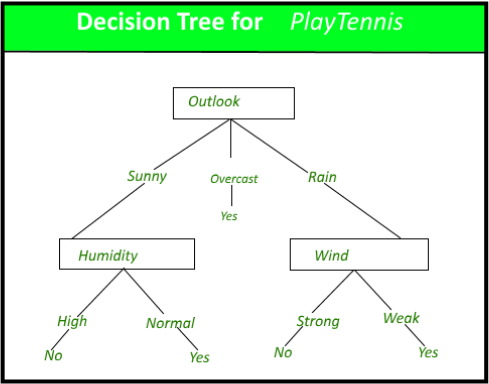 Decision Tree for PlayTennis
Outlook
Sunny
Overcast
Rain
Yes
Humidity
Wind
High
Normal
Strong
Weak
No
Yes
No
Yes